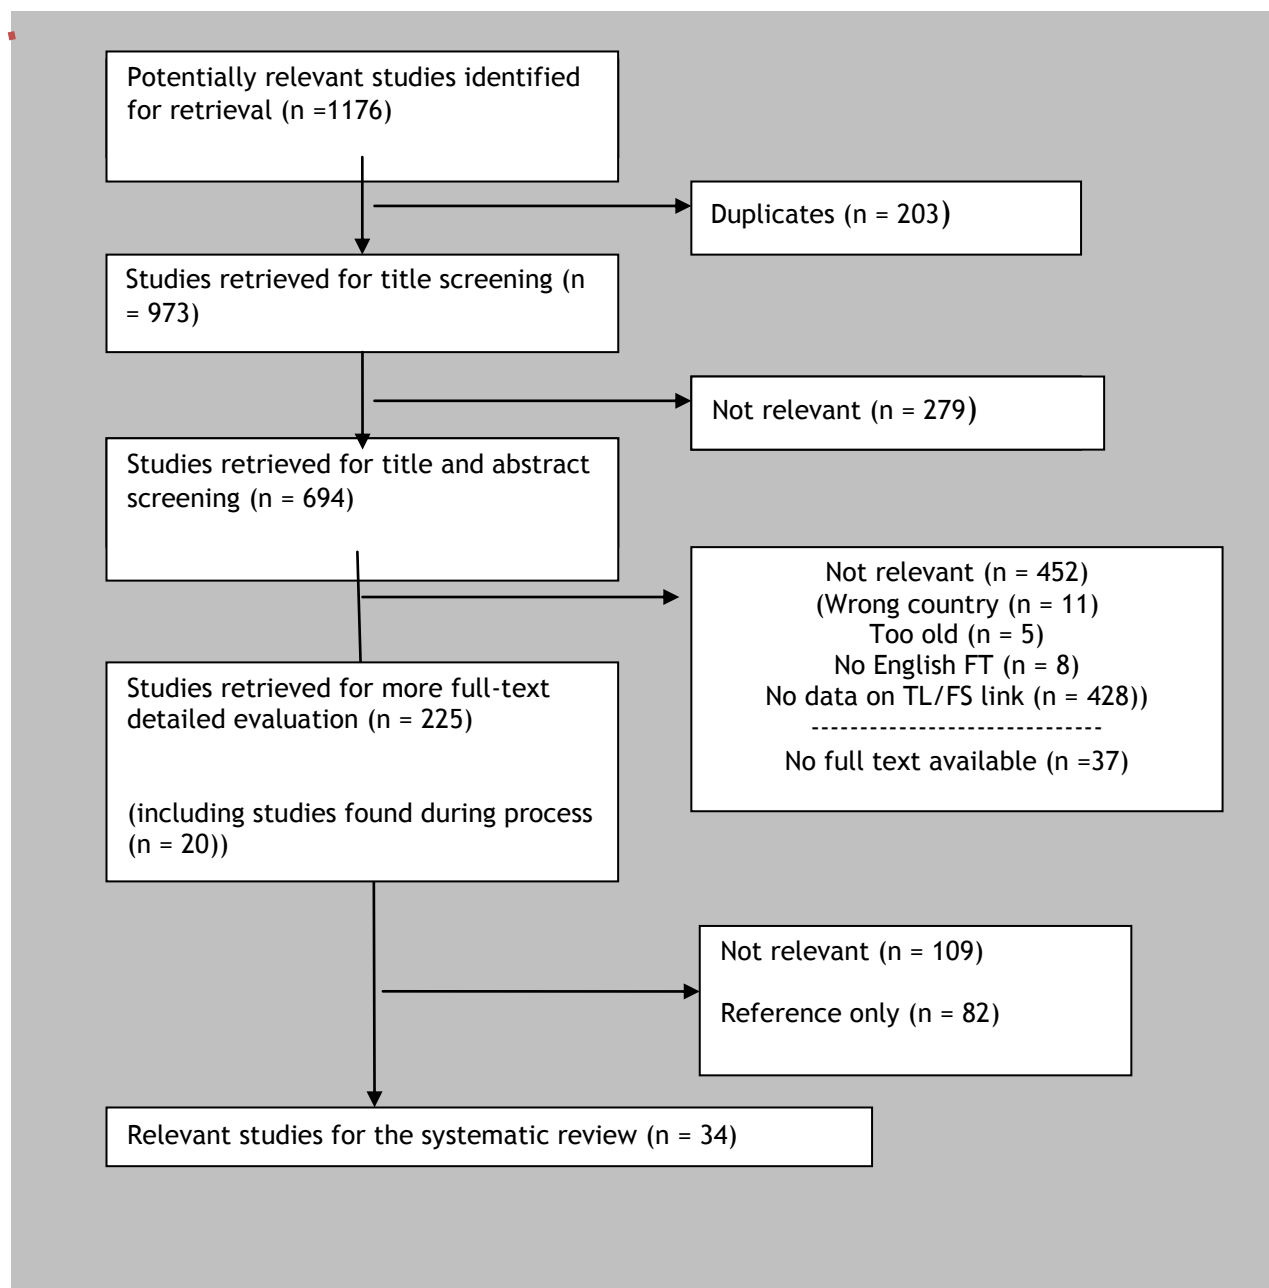 Potentially relevant studies identified
for retrieval (n =1176)
Duplicates (n = 203)
Studies retrieved for title screening (n
= 973)
Not relevant (n = 279)
Studies retrieved for title and abstract
screening (n = 694)
Not relevant (n = 452)
(Wrong country (n = 11)
Too old (n = 5)
No English FT (n = 8)
No data on TL/FS link (n = 428))
------------------------------
No full text available (n =37)
Studies retrieved for more full-text
detailed evaluation (n = 225)
(including studies found during process
(n = 20))
Not relevant (n = 109)
Reference only (n = 82)
Relevant studies for the systematic review (n = 34)